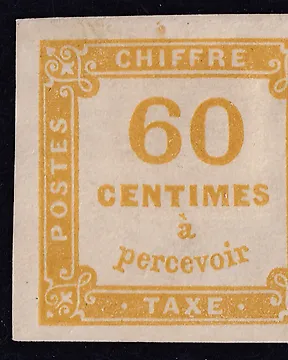 CHIFFRE
POSTES
60
CENTIMES
à
percevoir
· TAXE ·